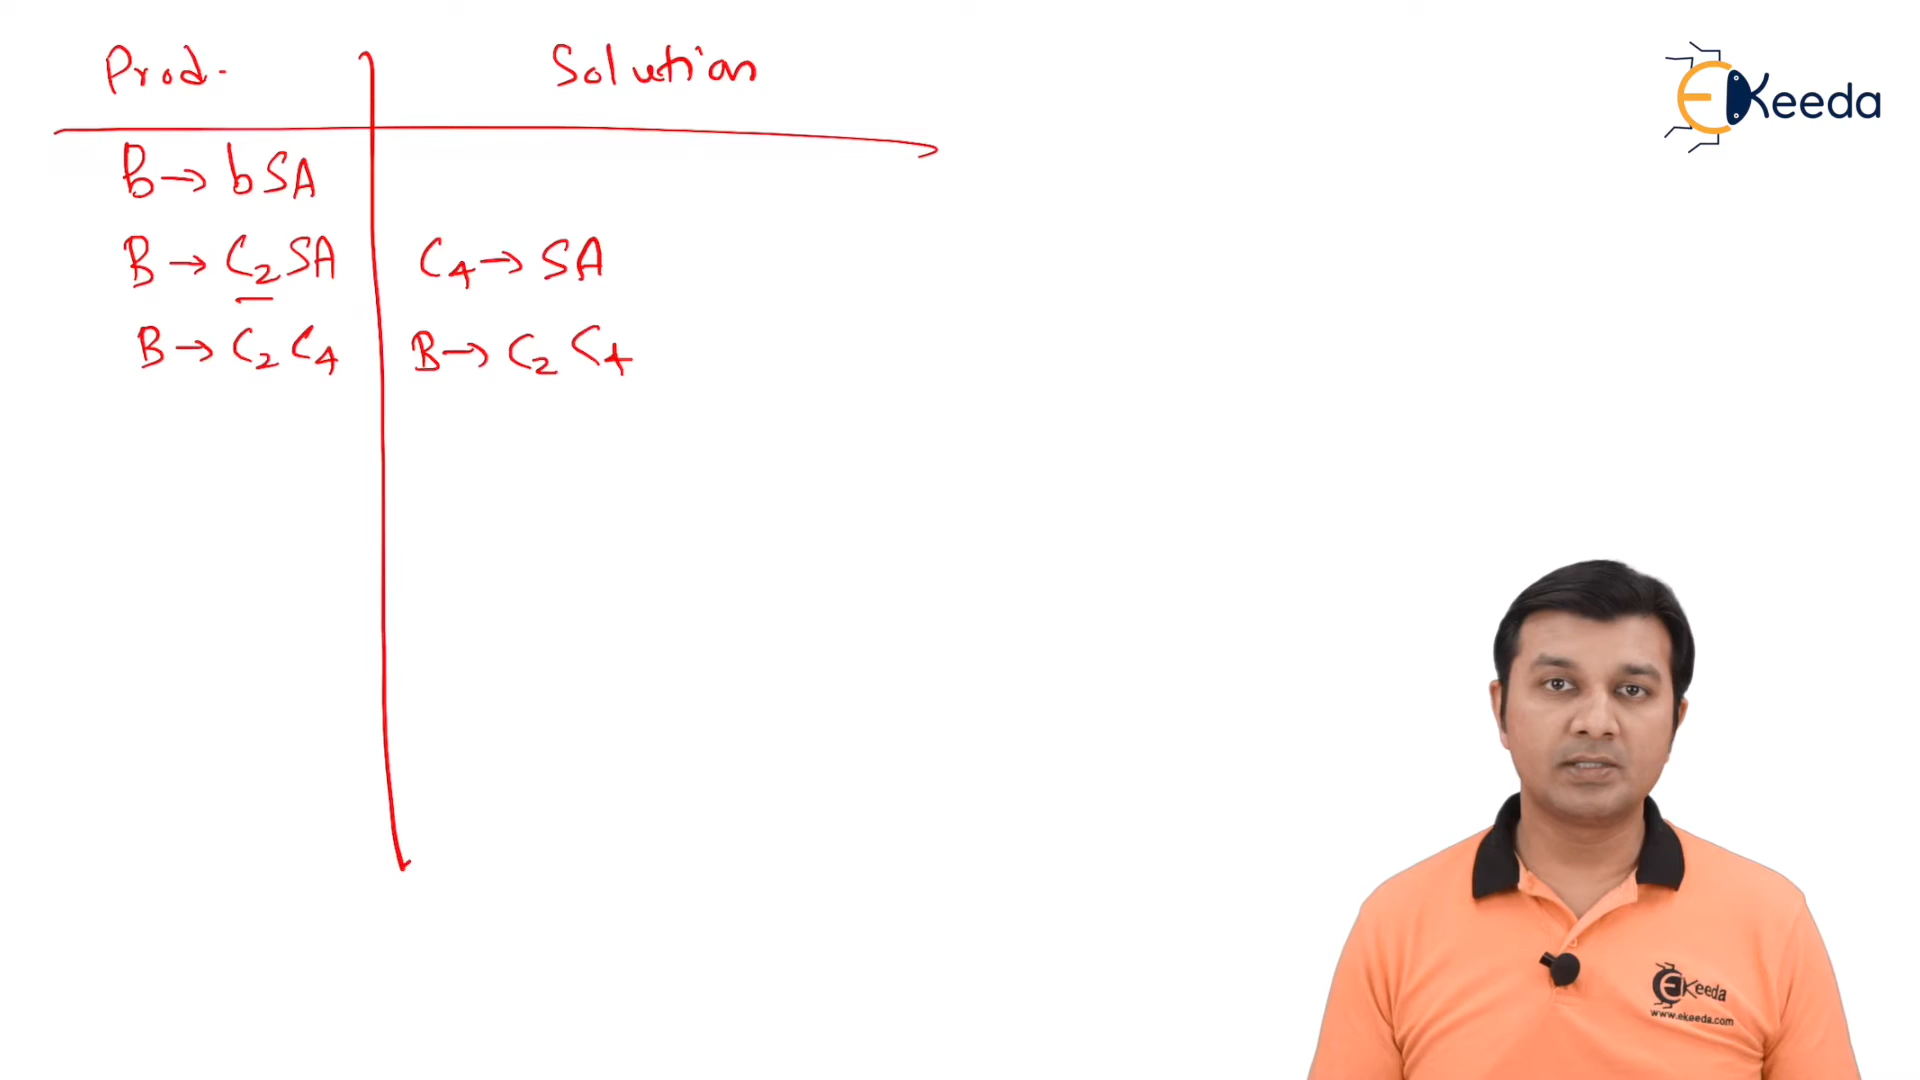 Prod. Solution
EKeeda
B → bSA
B → C₂SA C₄ → SA
B → C₂C₄ B → C₂C₄
EKeeda
www.ekeeda.com